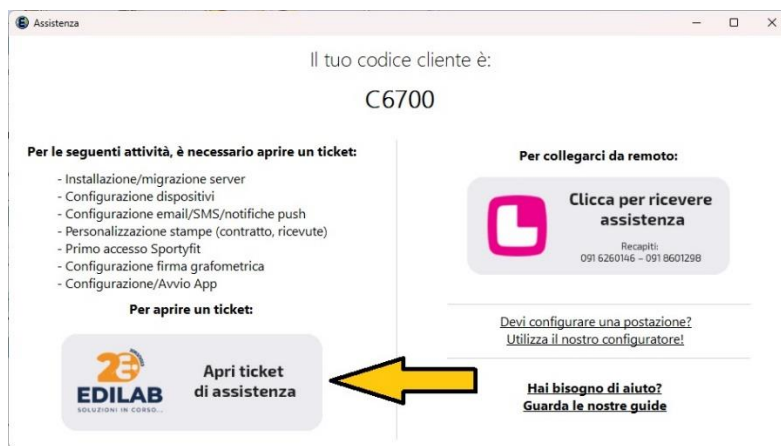 Assistenza
Il tuo codice cliente è:
C6700
Per le seguenti attività, è necessario aprire un ticket:
- Installazione/migrazione server
- Configurazione dispositivi
- Configurazione email/SMS/notifiche push
- Personalizzazione stampe (contratto, ricevute)
- Primo accesso Sportyfit
- Configurazione firma grafometrica
- Configurazione/Avvio App
Per aprire un ticket:
EDILAB
SOLUZIONI IN CORSO...
Apri ticket
di assistenza
Per collegarci da remoto:
Clicca per ricevere
assistenza
Recapiti:
091 6260146 – 091 8601298
Devi configurare una postazione?
Utilizza il nostro configuratore!
Hai bisogno di aiuto?
Guarda le nostre guide